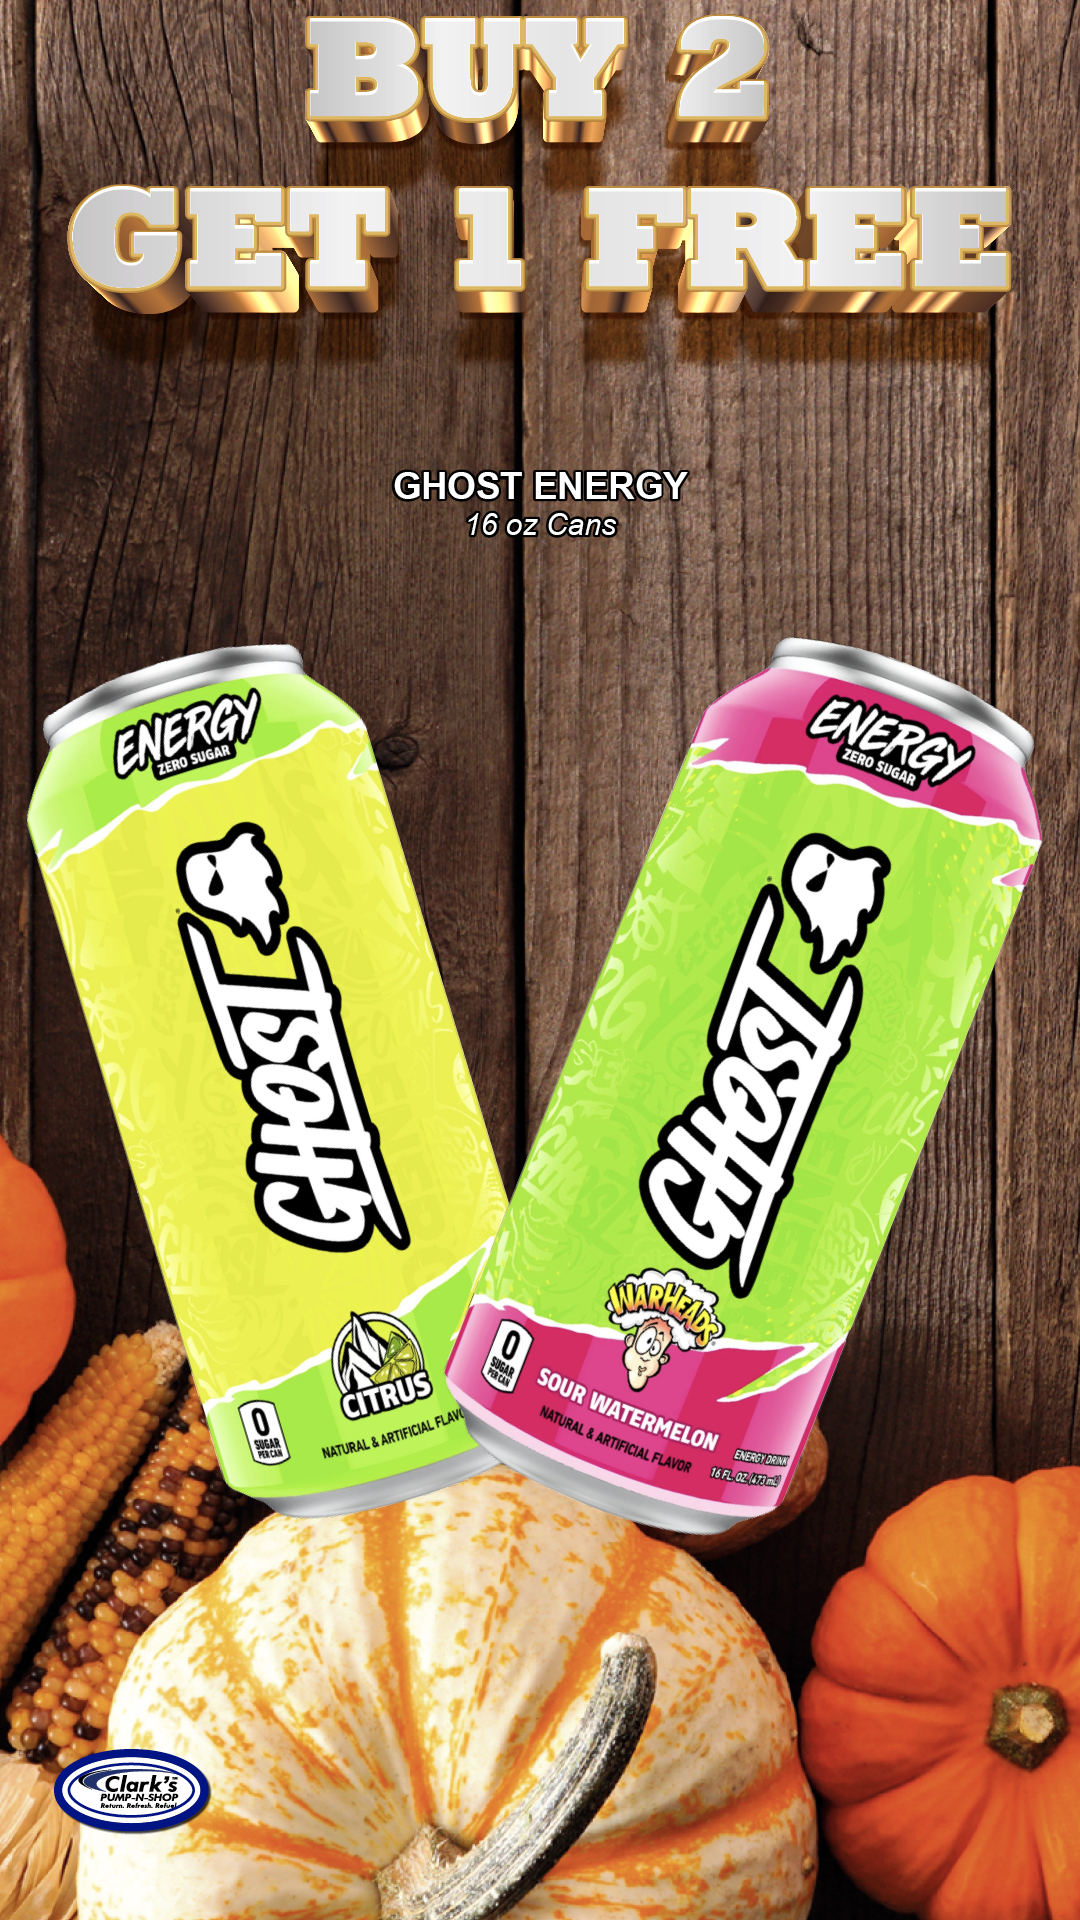 BUY 2
GET 1 FREE
GHOST ENERGY
16 oz Cans
ENERGY
ZERO SUGAR
GHOST
CITRUS
0
SUGAR
PER CAN
NATURAL & ARTIFICIAL FLAVO
ENERGY
ZERO SUGAR
GHOST
WARHEADS
0
SUGAR
PER CAN
SOUR WATERMELON
NATURAL & ARTIFICIAL FLAVOR
ENERGY DRINK
16 FL. OZ. (473 mL)
Clark's
PUMP-N-SHOP
Return. Refresh. Refuel